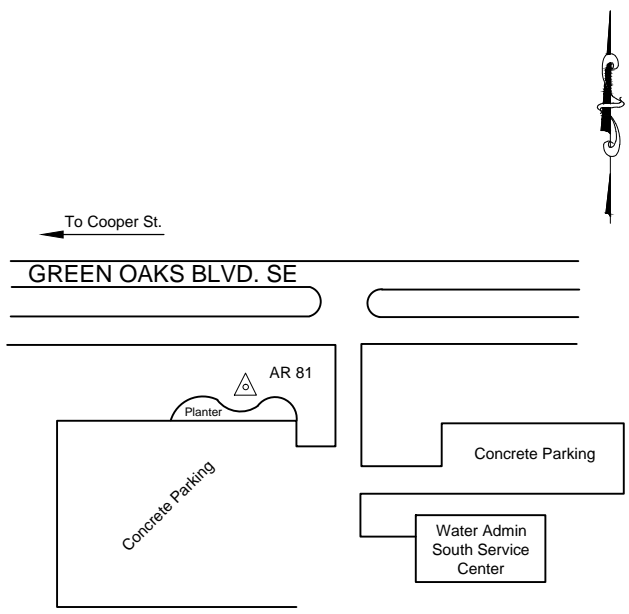 To Cooper St.
GREEN OAKS BLVD. SE
AR 81
Planter
Concrete Parking
Concrete Parking
Water Admin
South Service
Center